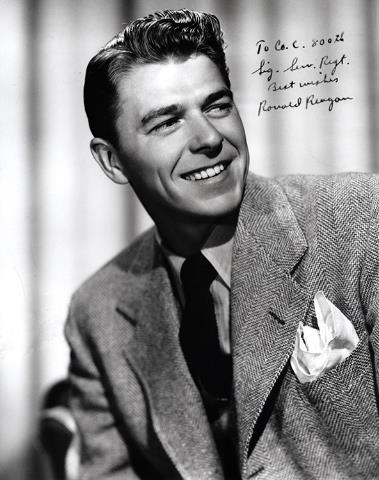 To Co. C. 800th
Sig. Serv. Regt.
Best wishes
Ronald Reagan